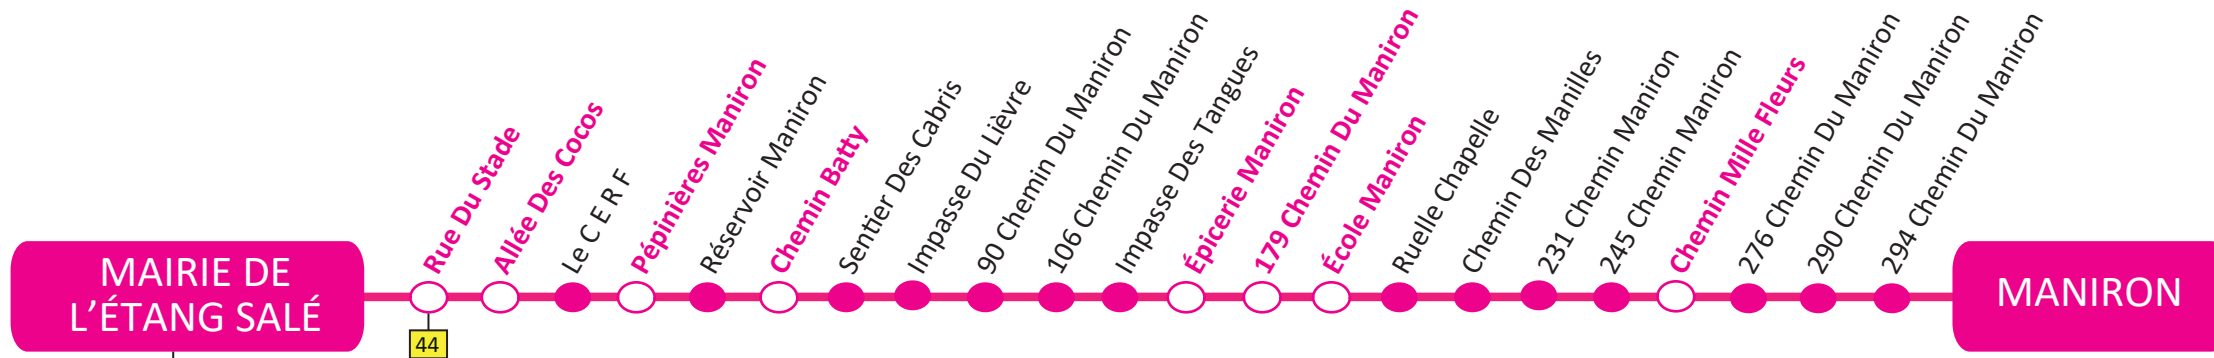 MAIRIE DE
L’ÉTANG SALÉ
Rue Du Stade
Allée Des Cocos
Le C E R F
Pépinières Maniron
Réservoir Maniron
Chemin Batty
Sentier Des Cabris
Impasse Du Lièvre
90 Chemin Du Maniron
106 Chemin Du Maniron
Impasse Des Tangues
Épicerie Maniron
179 Chemin Du Maniron
École Maniron
Ruelle Chapelle
Chemin Des Manilles
231 Chemin Maniron
245 Chemin Maniron
Chemin Mille Fleurs
276 Chemin Du Maniron
290 Chemin Du Maniron
294 Chemin Du Maniron
MANIRON
44